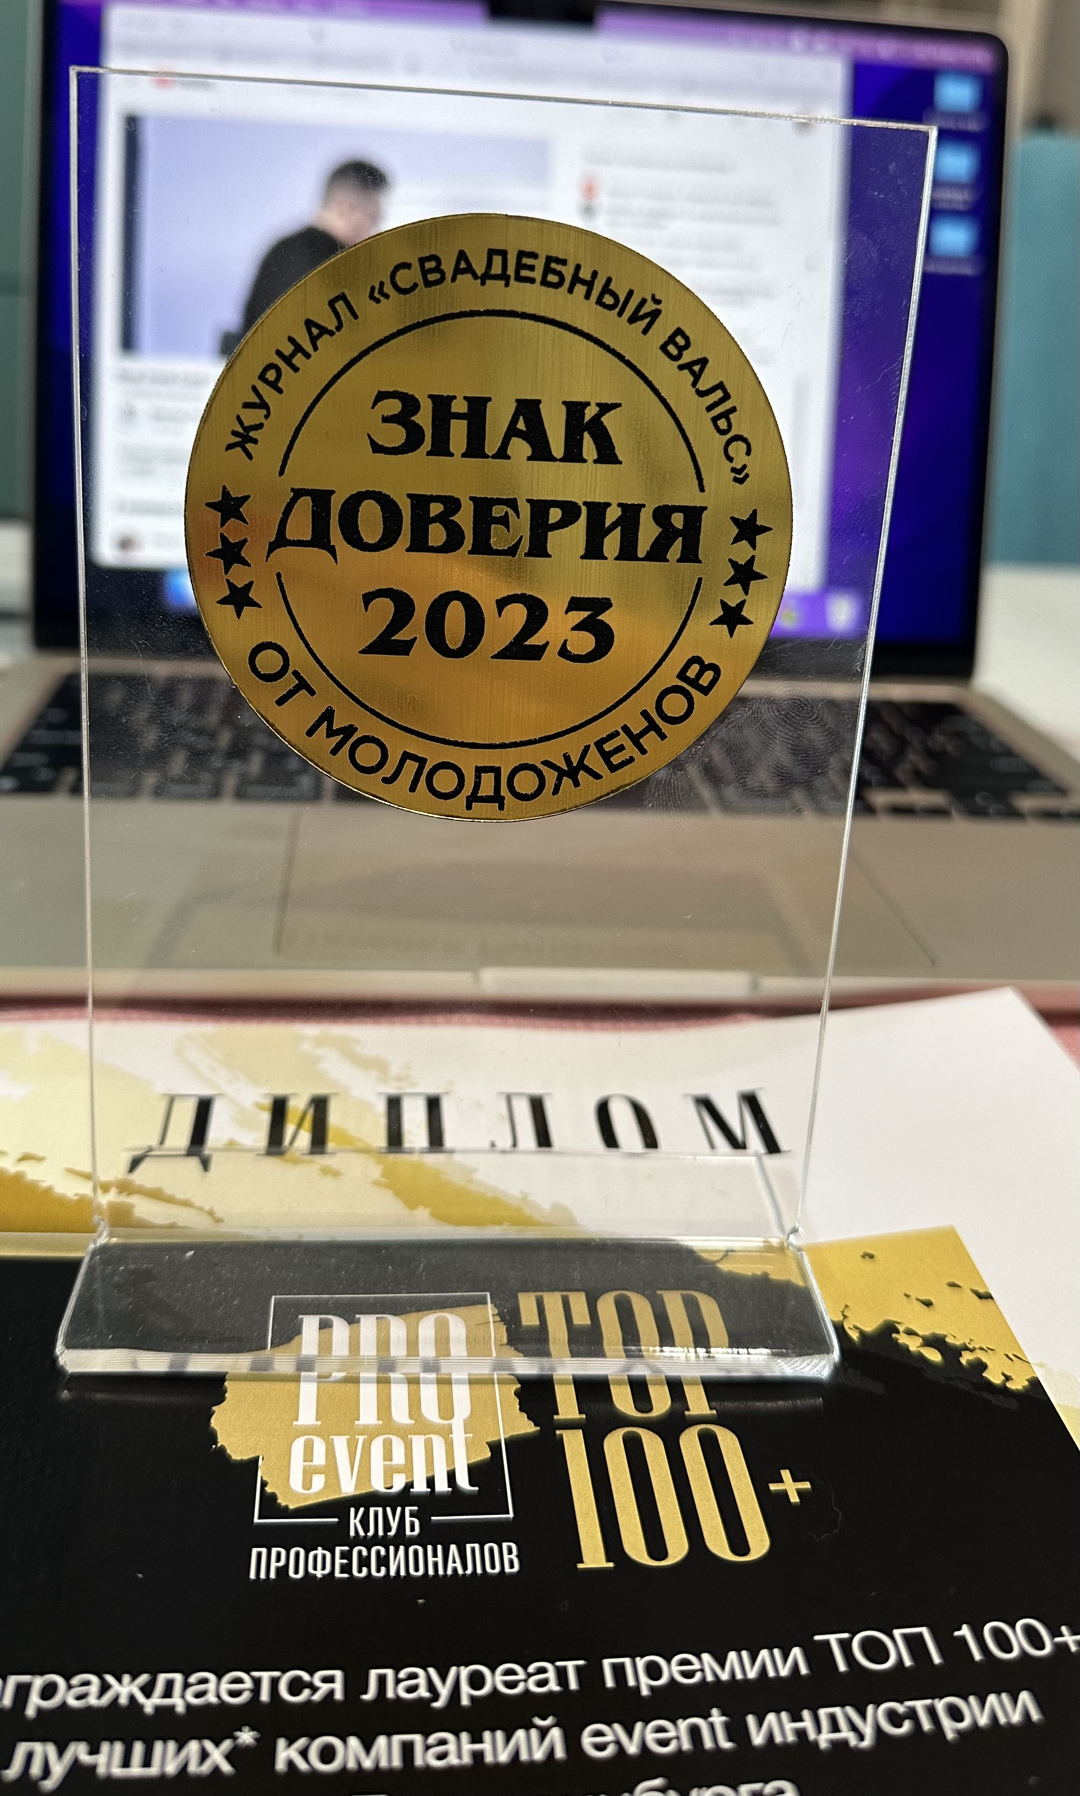 ЖУРНАЛ «СВАДЕБНЫЙ ВАЛЬС»
ЗНАК
ДОВЕРИЯ
2023
ОТ МОЛОДОЖЕНОВ
ДИПЛОМ
PRO
event
КЛУБ
ПРОФЕССИОНАЛОВ
TOP
100+
лауреат премии ТОП 100+
лучших* компаний event индустрии